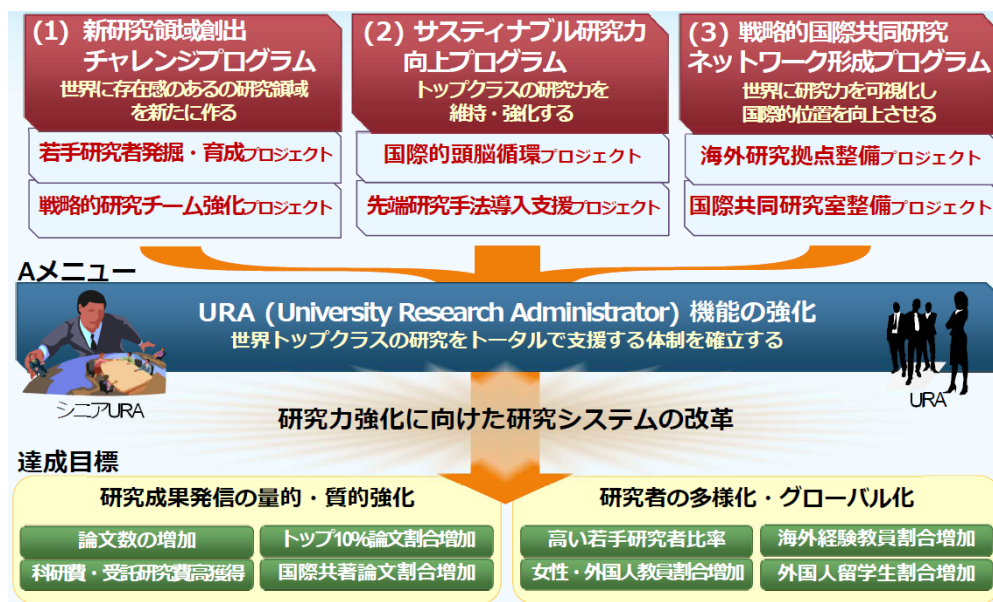 (1) 新研究領域創出
チャレンジプログラム
世界に存在感のあるの研究領域
を新たに作る
若手研究者発掘・育成プロジェクト
戦略的研究チーム強化プロジェクト
(2) サスティナブル研究力
向上プログラム
トップクラスの研究力を
維持・強化する
国際的頭脳循環プロジェクト
先端研究手法導入支援プロジェクト
(3) 戦略的国際共同研究
ネットワーク形成プログラム
世界に研究力を可視化し
国際的位置を向上させる
海外研究拠点整備プロジェクト
国際共同研究室整備プロジェクト
Aメニュー
URA (University Research Administrator) 機能の強化
世界トップクラスの研究をトータルで支援する体制を確立する
シニアURA
URA
研究力強化に向けた研究システムの改革
達成目標
研究成果発信の量的・質的強化
論文数の増加
トップ10%論文割合増加
科研費・受託研究費高獲得
国際共著論文割合増加
研究者の多様化・グローバル化
高い若手研究者比率
海外経験教員割合増加
女性・外国人教員割合増加
外国人留学生割合増加